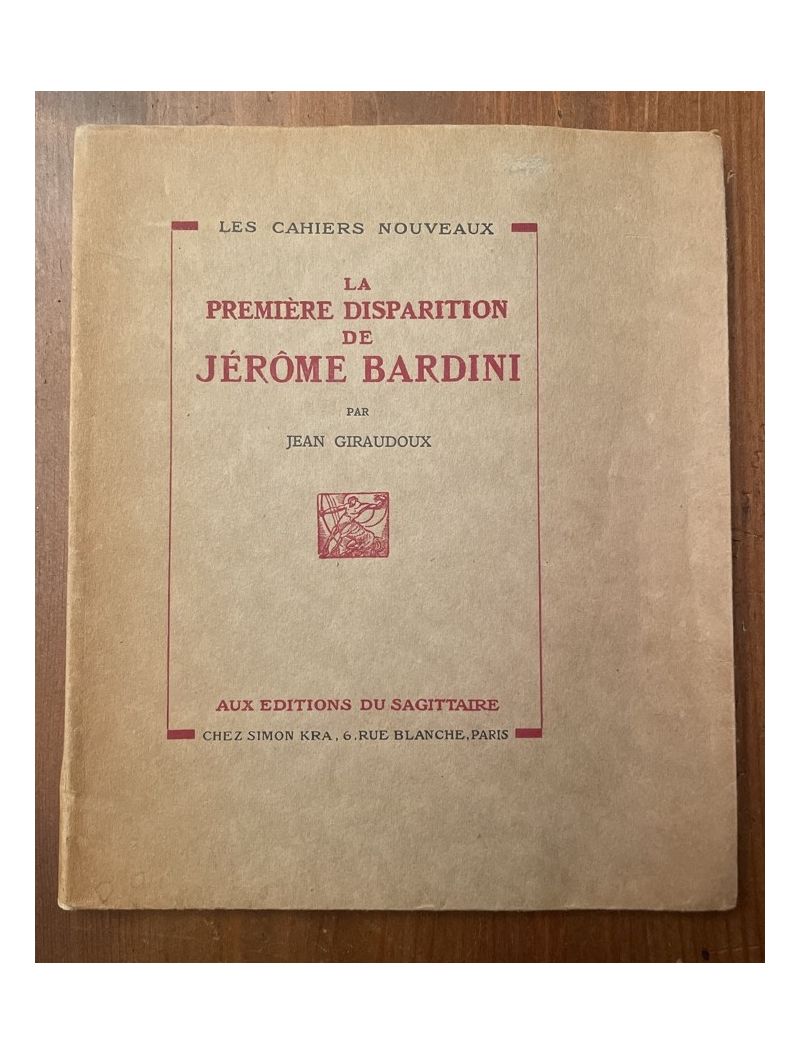 LES CAHIERS NOUVEAUX
LA
PREMIÈRE DISPARITION
DE
JÉRÔME BARDINI
PAR
JEAN GIRAUDOUX
AUX EDITIONS DU SAGITTAIRE
CHEZ SIMON KRA, 6, RUE BLANCHE, PARIS